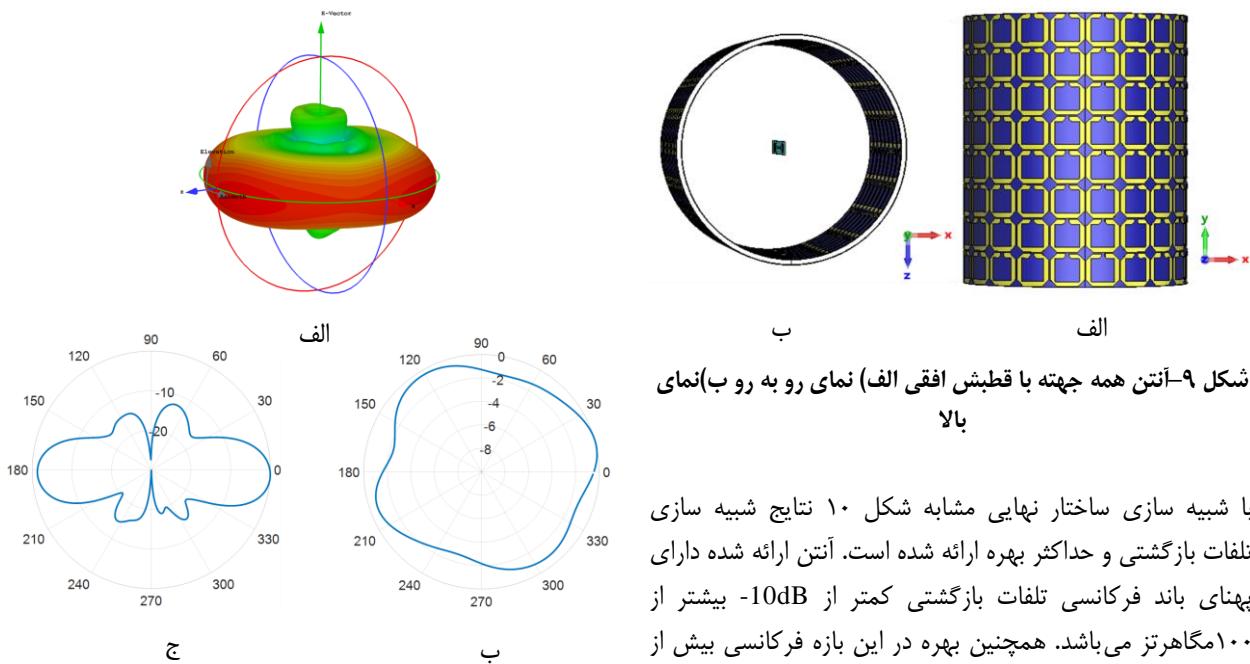 y
x
z
y
z
x
الف
ب
شکل ۹–آنتن همه جهته با قطبش افقی الف) نمای رو به رو ب)نمای
بالا
با شبیه سازی ساختار نهایی مشابه شکل ۱۰ نتایج شبیه سازی
تلفات بازگشتی و حداکثر بهره ارائه شده است. آنتن ارائه شده دارای
پهنای باند فرکانسی تلفات بازگشتی کمتر از -10dB بیشتر از
۱۰۰مگاهرتز می‌باشد. همچنین بهره در این بازه فرکانسی بیش از
Elevation
Azimuth
الف
90
120
60
150
30
180
0
210
330
240
300
270
0
-2
-4
-6
-8
ب
90
120
60
150
30
180
0
210
330
240
300
270
-10
-20
ج